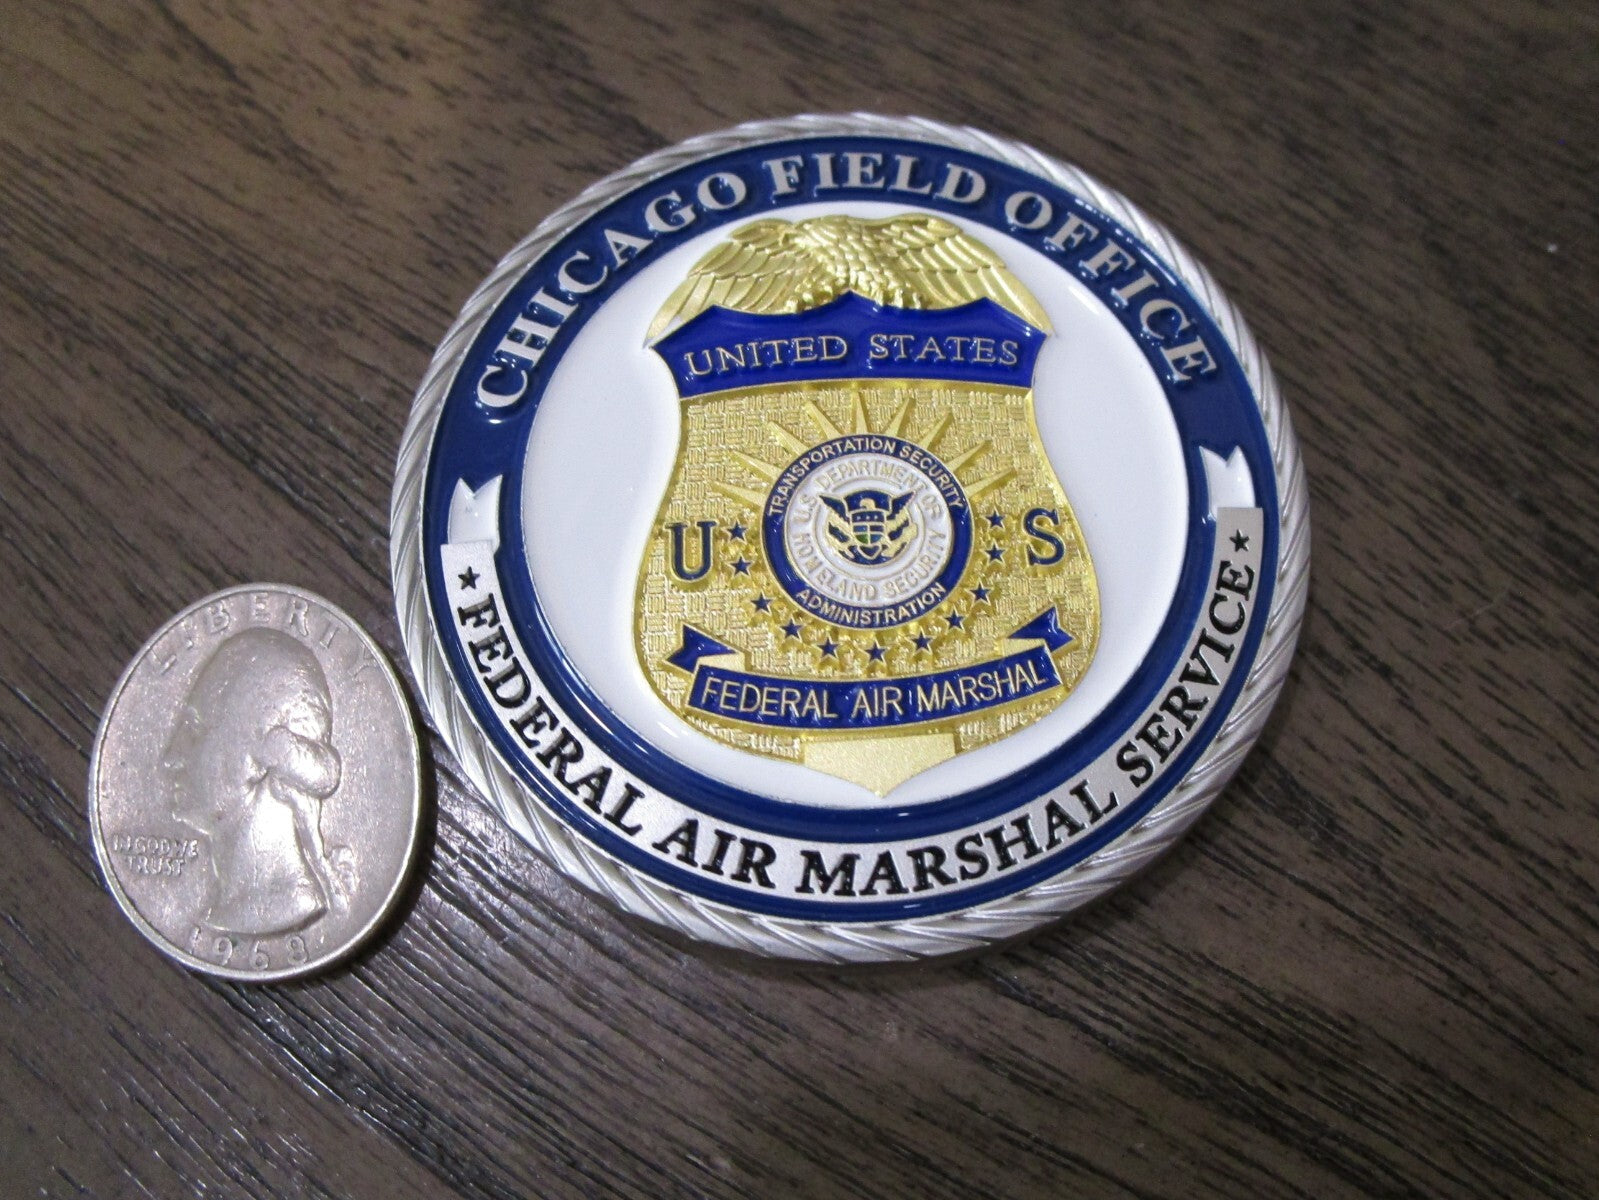 CHICAGO FIELD OFFICE
UNITED STATES
TRANSPORTATION SECURITY
U.S. DEPARTMENT OF
HOMELAND SECURITY
ADMINISTRATION
U S
FEDERAL AIR MARSHAL
★ FEDERAL AIR MARSHAL SERVICE ★
LIBERTY
IN GOD WE
TRUST
1968